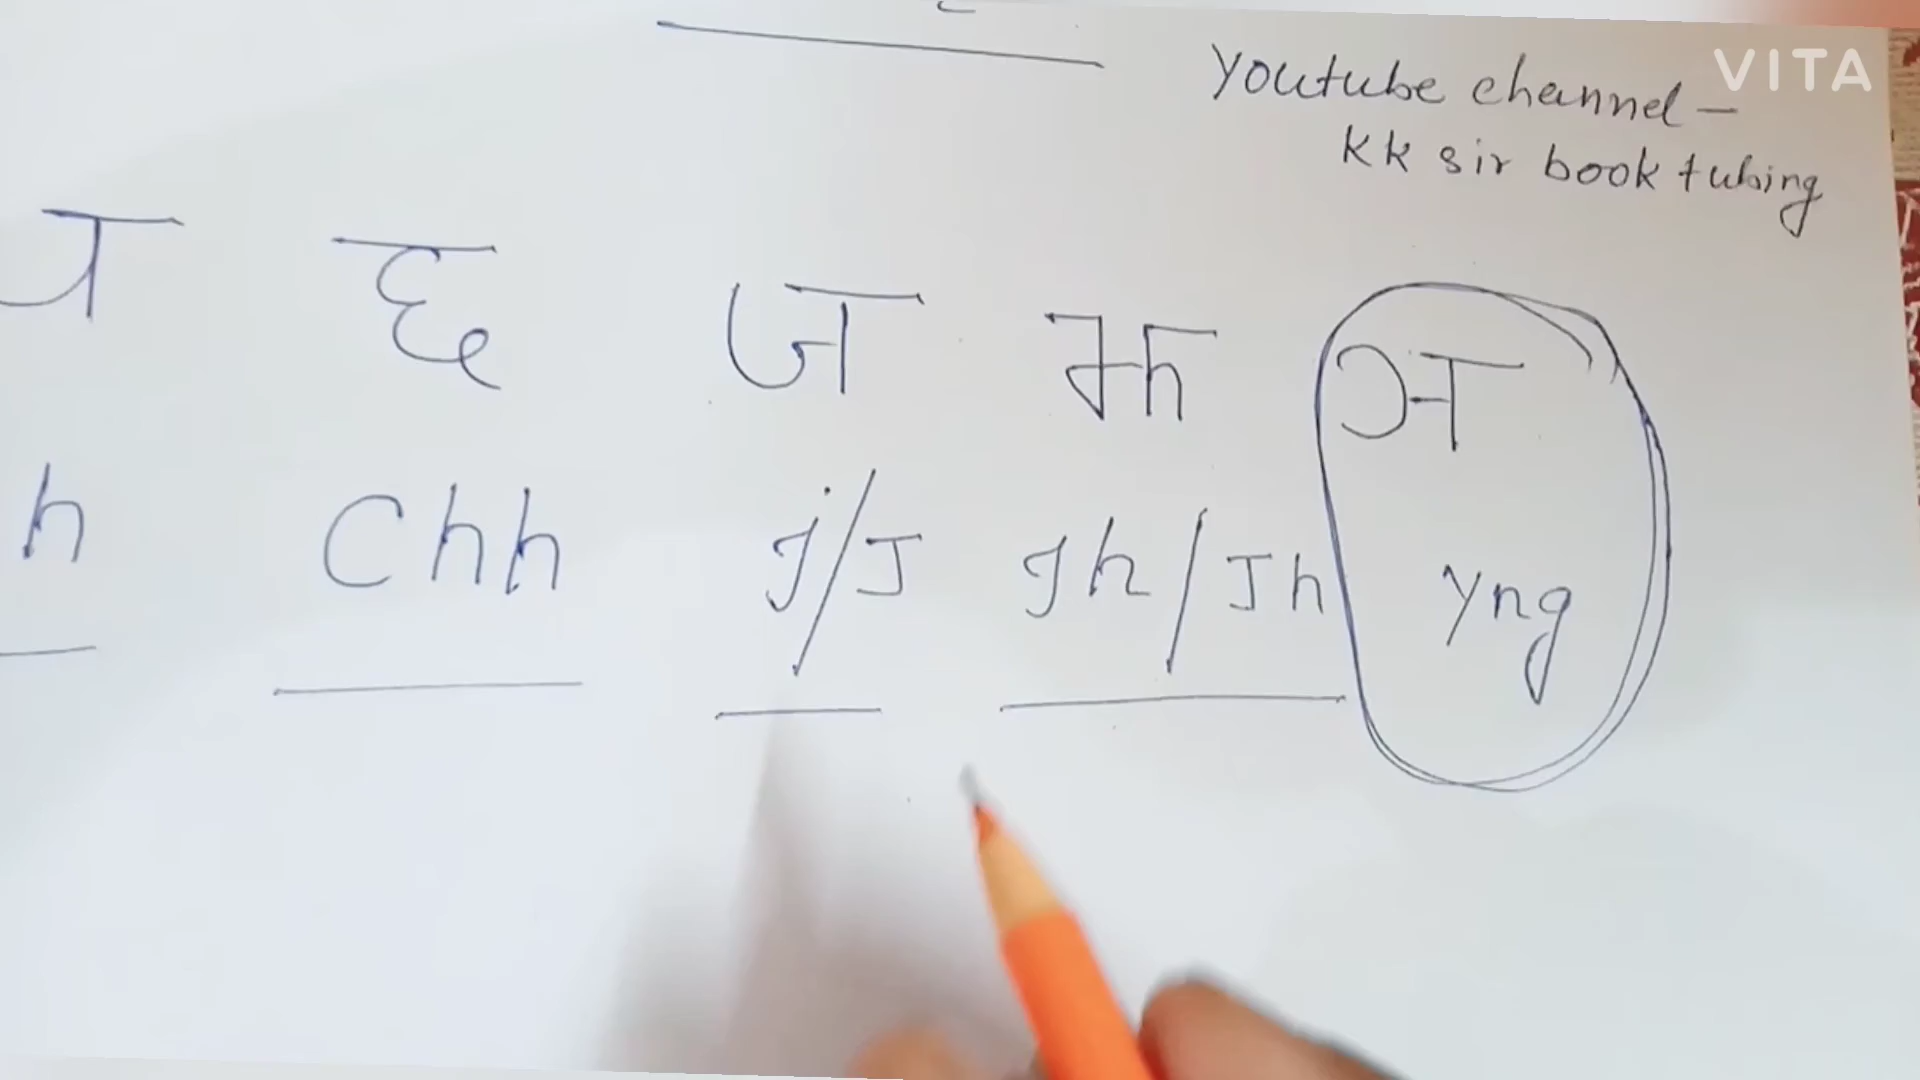 VITA
Youtube channel –
KK sir book tubing
च छ ज झ ञ
h Chh j/J Jh/Jh yng